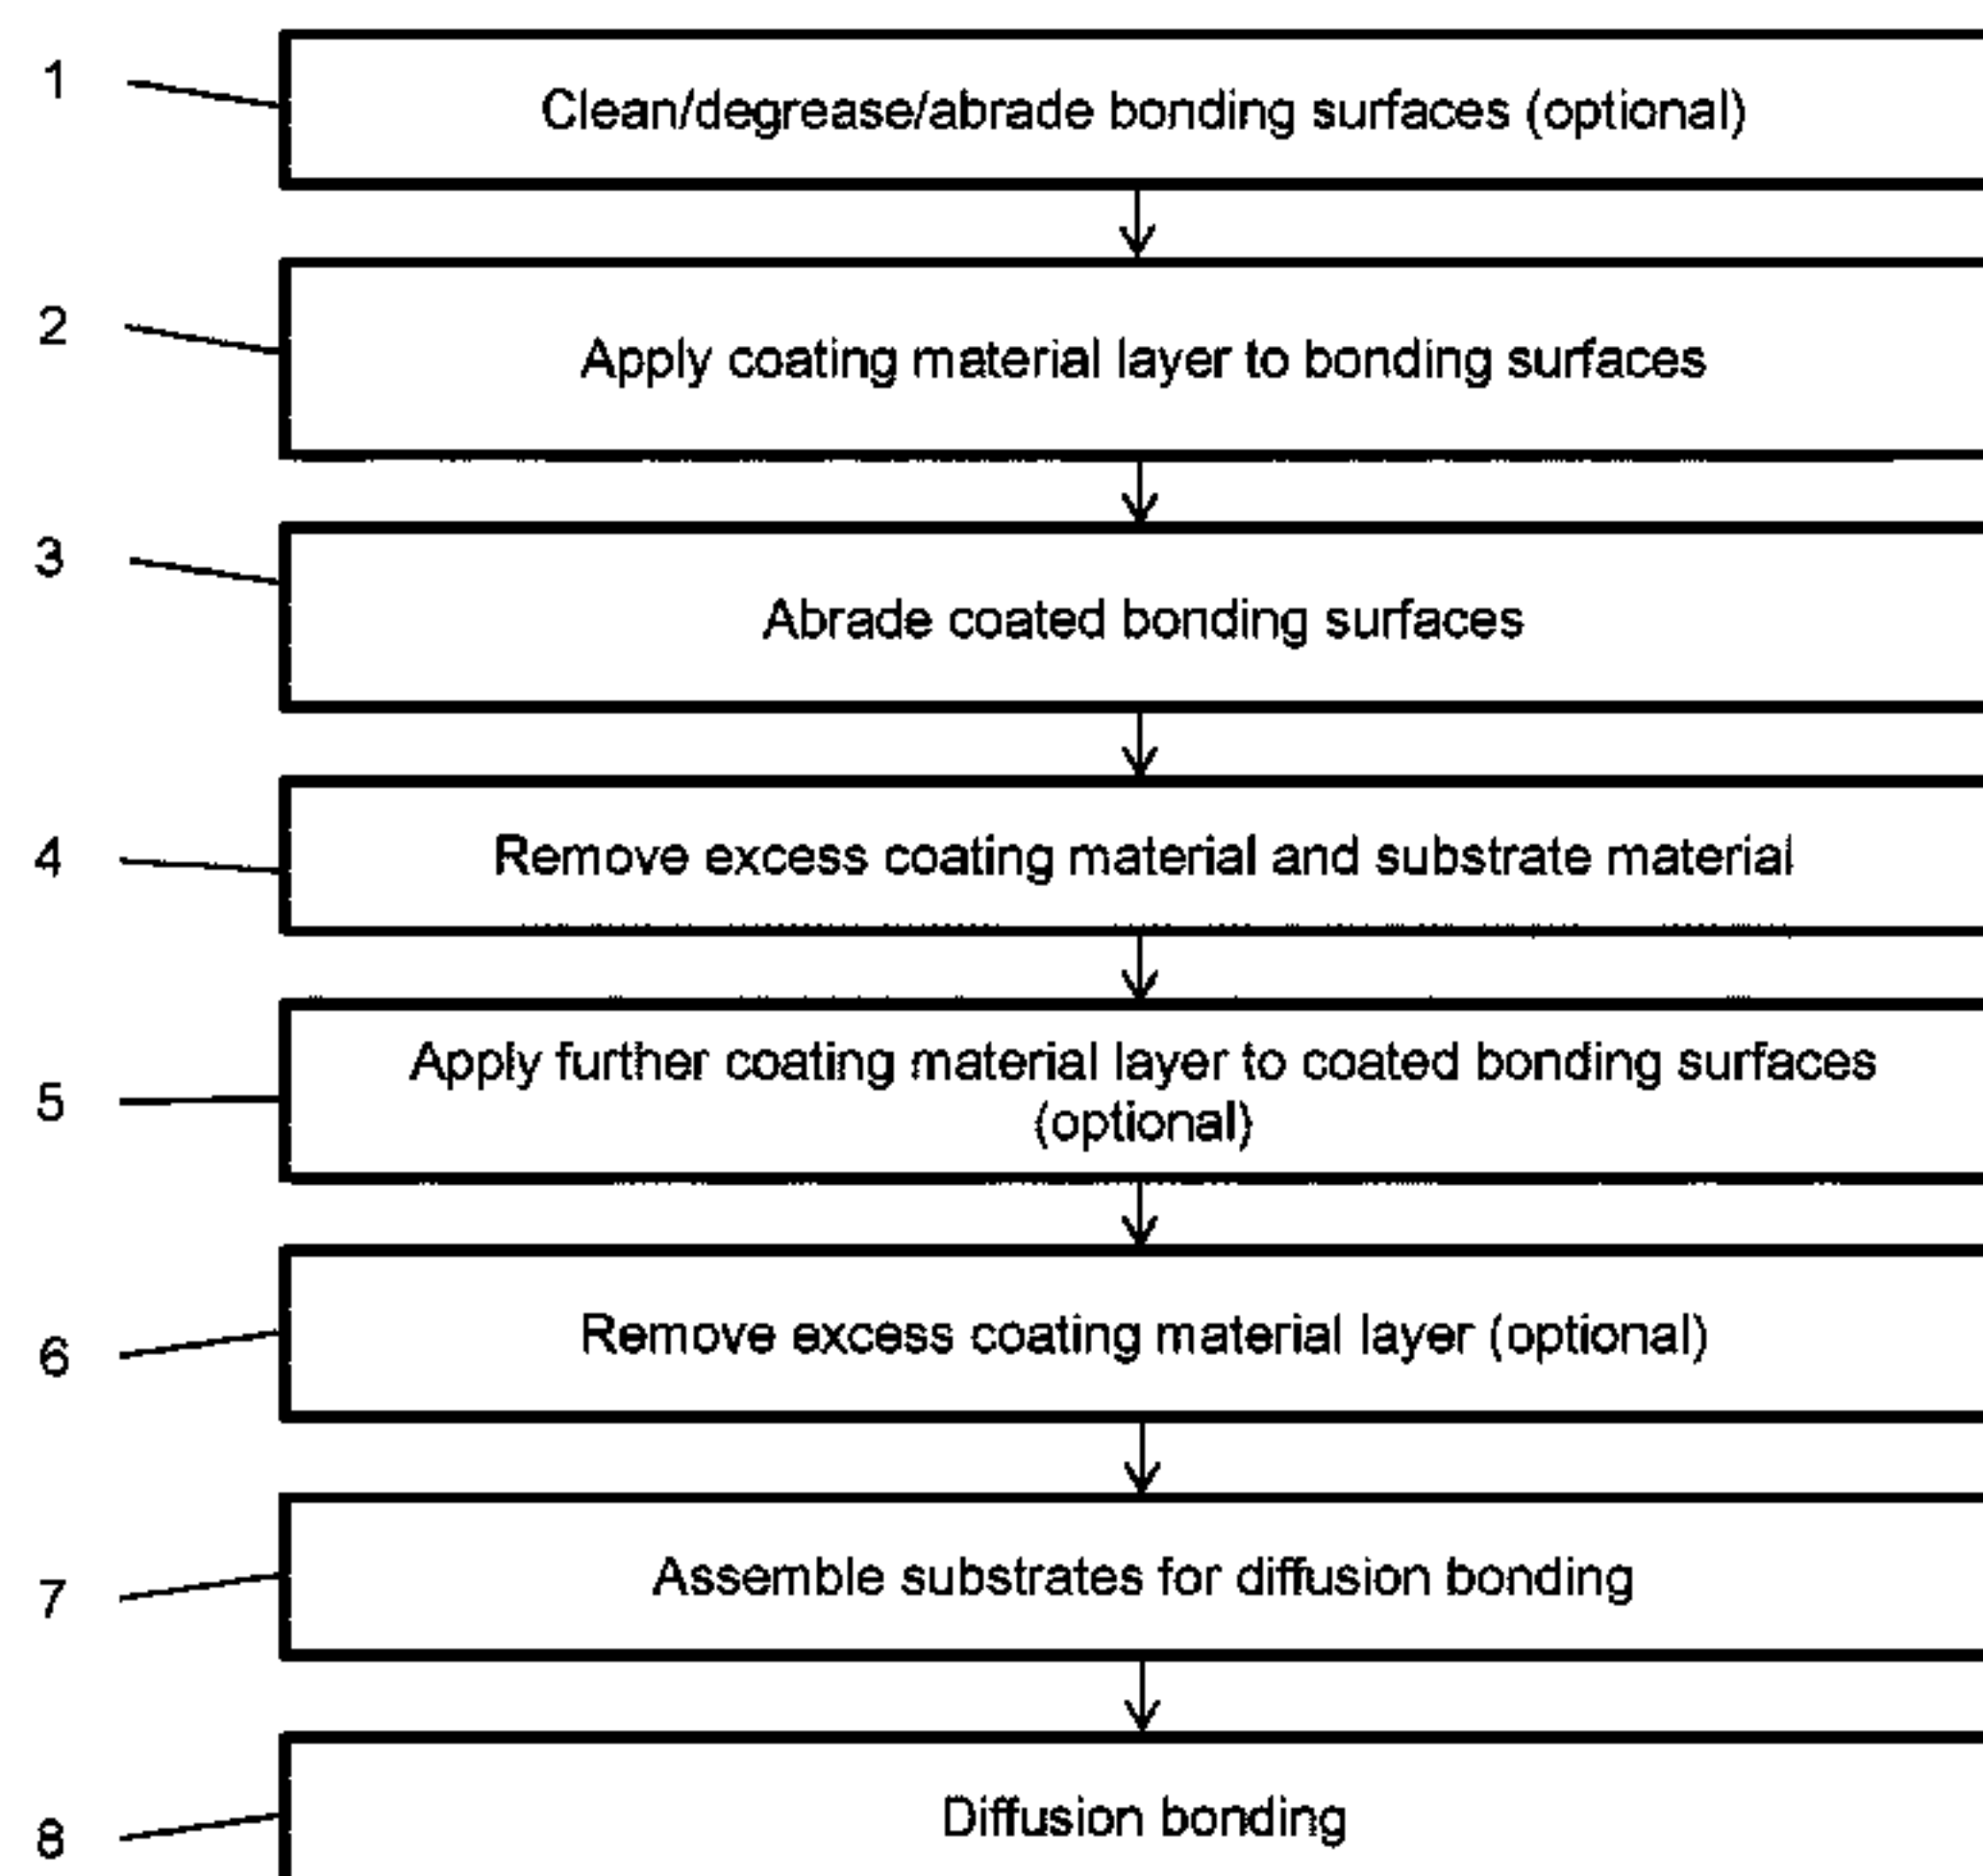 1
Clean/degrease/abrade bonding surfaces (optional)
2
Apply coating material layer to bonding surfaces
3
Abrade coated bonding surfaces
4
Remove excess coating material and substrate material
5
Apply further coating material layer to coated bonding surfaces
(optional)
6
Remove excess coating material layer (optional)
7
Assemble substrates for diffusion bonding
8
Diffusion bonding